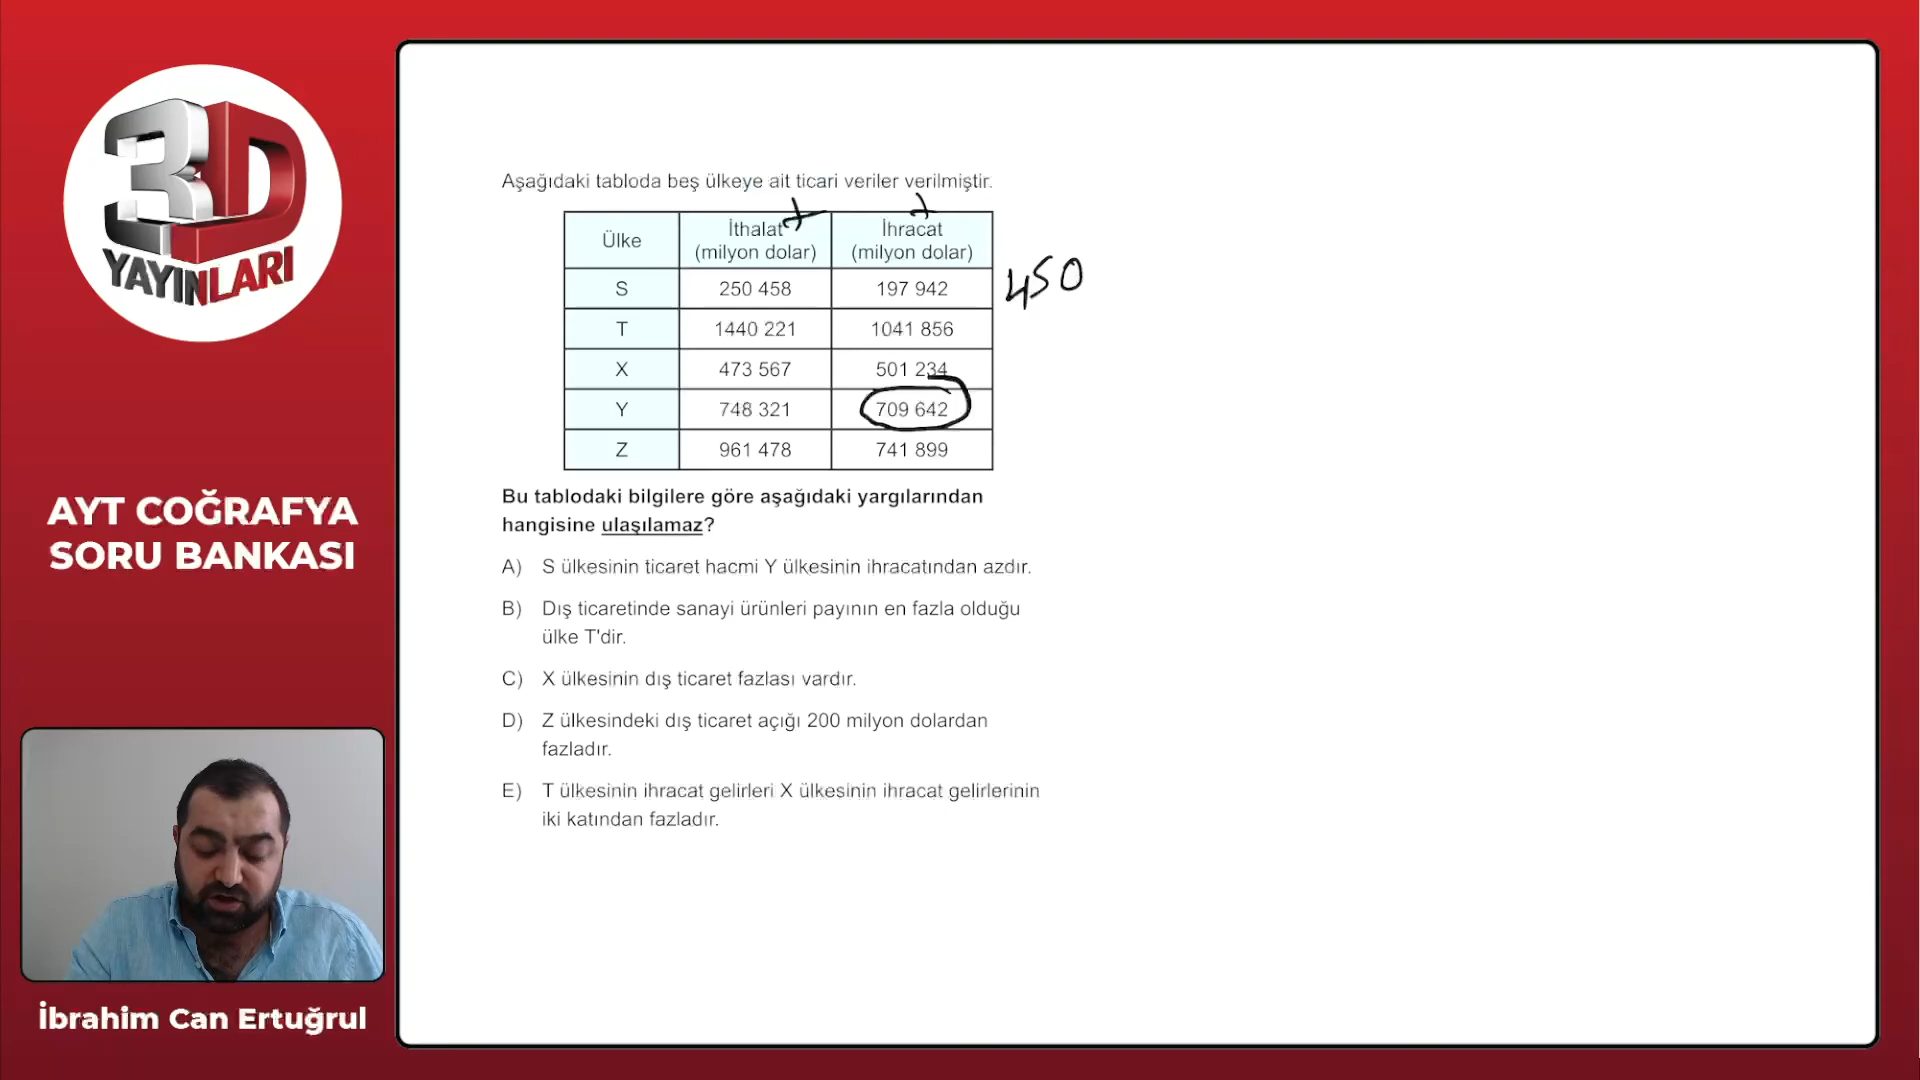 3D
YAYINLARI
AYT COĞRAFYA
SORU BANKASI
İbrahim Can Ertuğrul
Aşağıdaki tabloda beş ülkeye ait ticari veriler verilmiştir.
Ülke İthalat (milyon dolar) İhracat (milyon dolar)
S 250 458 197 942 450
T 1440 221 1041 856
X 473 567 501 234
Y 748 321 709 642
Z 961 478 741 899
Bu tablodaki bilgilere göre aşağıdaki yargılarından
hangisine ulaşılamaz?
A) S ülkesinin ticaret hacmi Y ülkesinin ihracatından azdır.
B) Dış ticaretinde sanayi ürünleri payının en fazla olduğu
ülke T'dir.
C) X ülkesinin dış ticaret fazlası vardır.
D) Z ülkesindeki dış ticaret açığı 200 milyon dolardan
fazladır.
E) T ülkesinin ihracat gelirleri X ülkesinin ihracat gelirlerinin
iki katından fazladır.